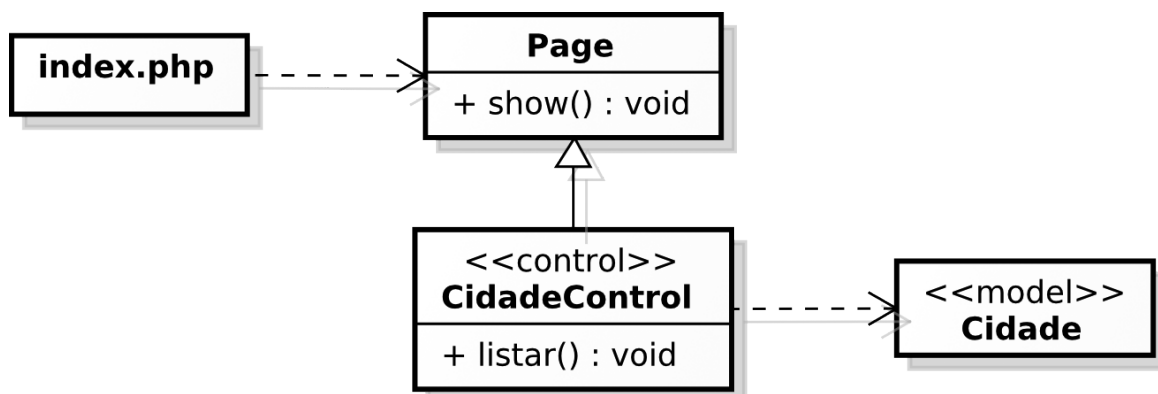 index.php
Page
+ show() : void
<<control>>
CidadeControl
+ listar() : void
<<model>>
Cidade